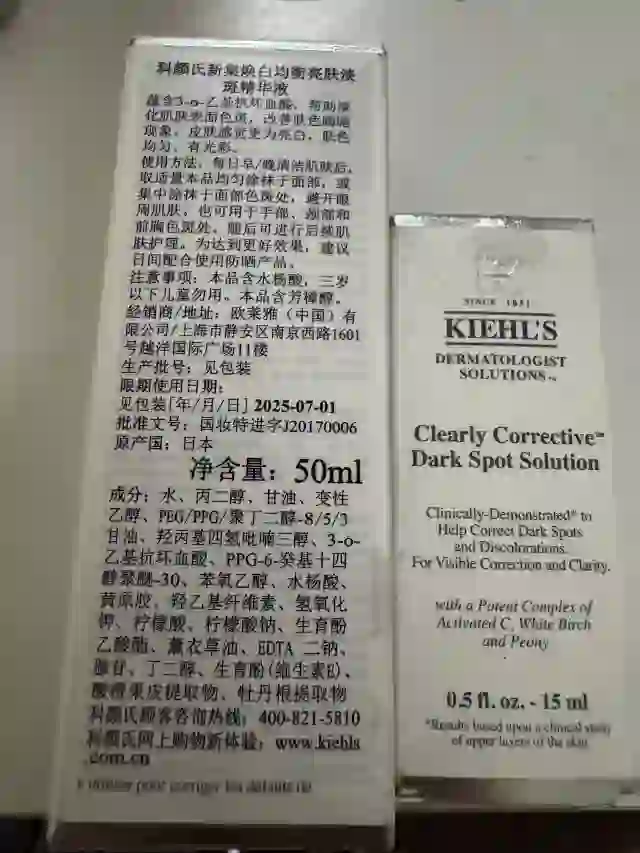 科颜氏新集焕白均衡亮肤淡
斑精华液
蕴含3-o-乙基抗坏血酸,帮助淡
化肌肤表面色斑,改善肤色暗哑
现象,皮肤感觉更为亮白,肤色
均匀、有光彩。
使用方法:每日早/晚清洁肌肤后,
取适量本品均匀涂抹于面部,或
集中涂抹于面部色斑处,避开眼
周肌肤。也可用于手部、颈部和
前胸色斑处。随后可进行后续肌
肤护理。为达到更好效果,建议
日间配合使用防晒产品。
注意事项:本品含水杨酸,三岁
以下儿童勿用。本品含芳樟醇。
经销商/地址:欧莱雅(中国)有
限公司/上海市静安区南京西路1601
号越洋国际广场11楼
生产批号:见包装
限期使用日期:
见包装[年/月/日] 2025-07-01
批准文号:国妆特进字J20170006
原产国:日本
净含量:50ml
成分:水、丙二醇、甘油、变性
乙醇、PEG/PPG/聚丁二醇-8/5/3
甘油、羟丙基四氢吡喃三醇、3-o-
乙基抗坏血酸、PPG-6-癸基十四
醇聚醚-30、苯氧乙醇、水杨酸、
黄原胶、羟乙基纤维素、氢氧化
钾、柠檬酸、柠檬酸钠、生育酚
乙酸酯、薰衣草油、EDTA 二钠、
腺苷、丁二醇、生育酚(维生素E)、
果皮提取物、牡丹根提取物
科颜氏顾客咨询热线:400-821-5810
科颜氏网上购物新体验:www.kiehls
.com.cn
pour corriger les défauts de
SINCE 1851
KIEHL'S
DERMATOLOGIST
SOLUTIONS™
Clearly Corrective™
Dark Spot Solution
Clinically-Demonstrated* to
Help Correct Dark Spots
and Discolorations.
For Visible Correction and Clarity.
with a Potent Complex of
Activated C, White Birch
and Peony
0.5 fl. oz. - 15 ml
*Results based upon a clinical study
of upper layers of the skin